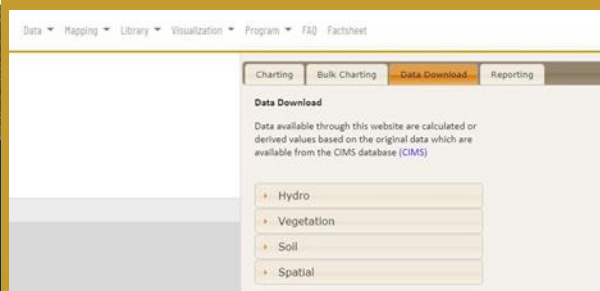 Data Mapping Library Visualization Program FAQ Factsheet
Charting Bulk Charting Data Download Reporting
Data Download
Data available through this website are calculated or
derived values based on the original data which are
available from the CIMS database (CIMS)
Hydro
Vegetation
Soil
Spatial